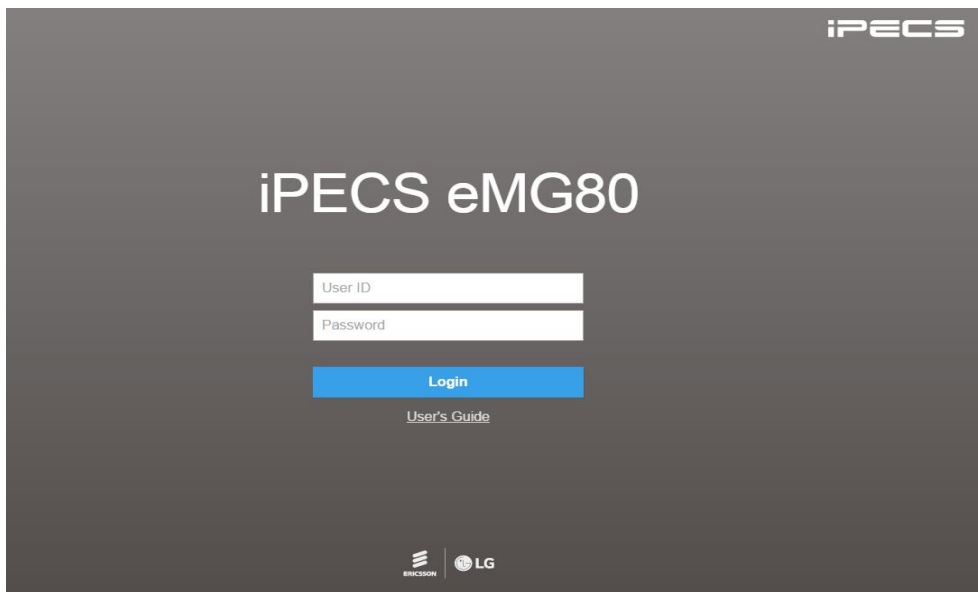 iPECS
iPECS eMG80
User ID
Password
Login
User's Guide
ERICSSON LG